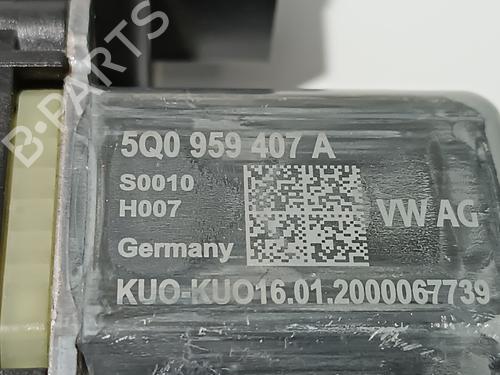 5Q0 959 407 A
S0010
H007
VW AG
Germany
KUO-KUO16.01.2000067739
B-PARTS